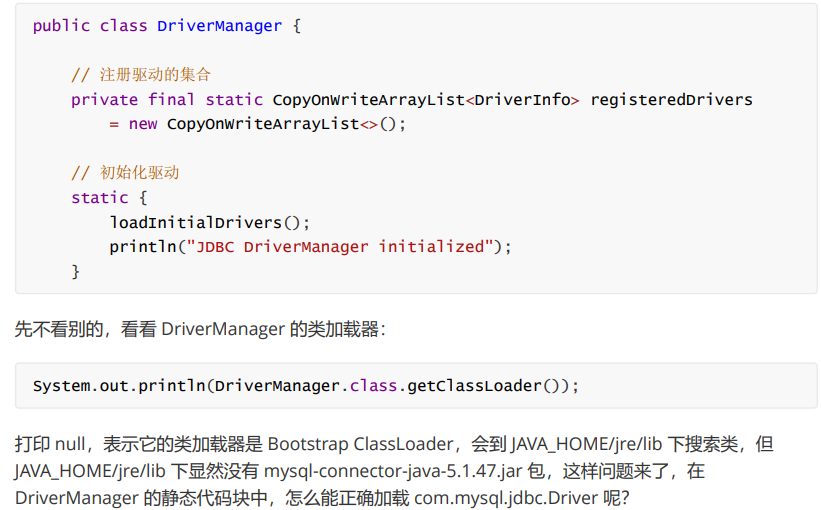 public class DriverManager {
// 注册驱动的集合
private final static CopyOnWriteArrayList<DriverInfo> registeredDrivers
= new CopyOnWriteArrayList<>();
// 初始化驱动
static {
loadInitialDrivers();
println("JDBC DriverManager initialized");
}
先不看别的，看看 DriverManager 的类加载器：
System.out.println(DriverManager.class.getClassLoader());
打印 null，表示它的类加载器是 Bootstrap ClassLoader，会到 JAVA_HOME/jre/lib 下搜索类，但
JAVA_HOME/jre/lib 下显然没有 mysql-connector-java-5.1.47.jar 包，这样问题来了，在
DriverManager 的静态代码块中，怎么能正确加载 com.mysql.jdbc.Driver 呢？